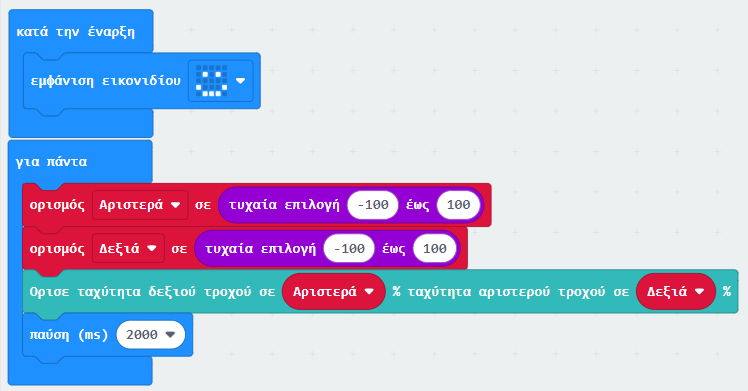 κατά την έναρξη
εμφάνιση εικονιδίου
για πάντα
ορισμός Αριστερά σε τυχαία επιλογή -100 έως 100
ορισμός Δεξιά σε τυχαία επιλογή -100 έως 100
Ορισε ταχύτητα δεξιού τροχού σε Αριστερά % ταχύτητα αριστερού τροχού σε Δεξιά %
παύση (ms) 2000